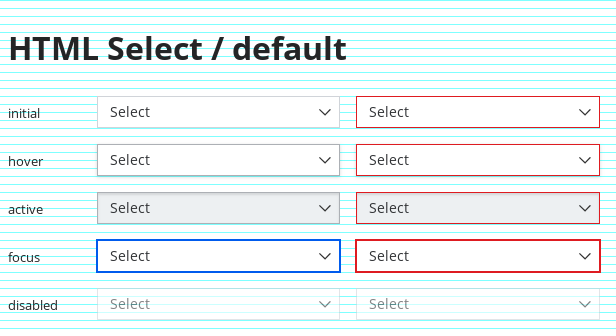 HTML Select / default
initial Select Select
hover Select Select
active Select Select
focus Select Select
disabled Select Select